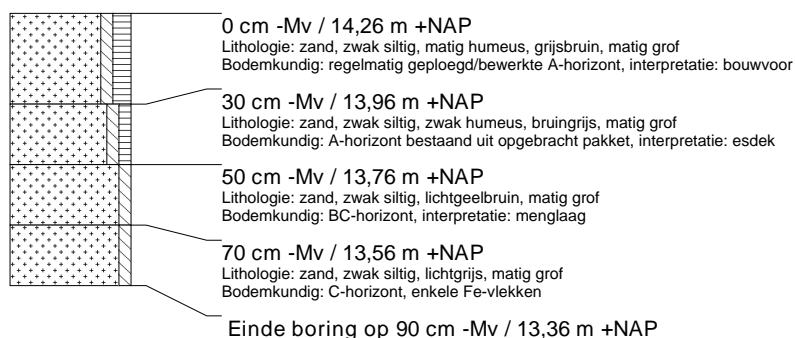 0 cm -Mv / 14,26 m +NAP
Lithologie: zand, zwak siltig, matig humeus, grijsbruin, matig grof
Bodemkundig: regelmatig geploegd/bewerkte A-horizont, interpretatie: bouwvoor
30 cm -Mv / 13,96 m +NAP
Lithologie: zand, zwak siltig, zwak humeus, bruingrijs, matig grof
Bodemkundig: A-horizont bestaand uit opgebracht pakket, interpretatie: esdek
50 cm -Mv / 13,76 m +NAP
Lithologie: zand, zwak siltig, lichtgeelbruin, matig grof
Bodemkundig: BC-horizont, interpretatie: menglaag
70 cm -Mv / 13,56 m +NAP
Lithologie: zand, zwak siltig, lichtgrijs, matig grof
Bodemkundig: C-horizont, enkele Fe-vlekken
Einde boring op 90 cm -Mv / 13,36 m +NAP